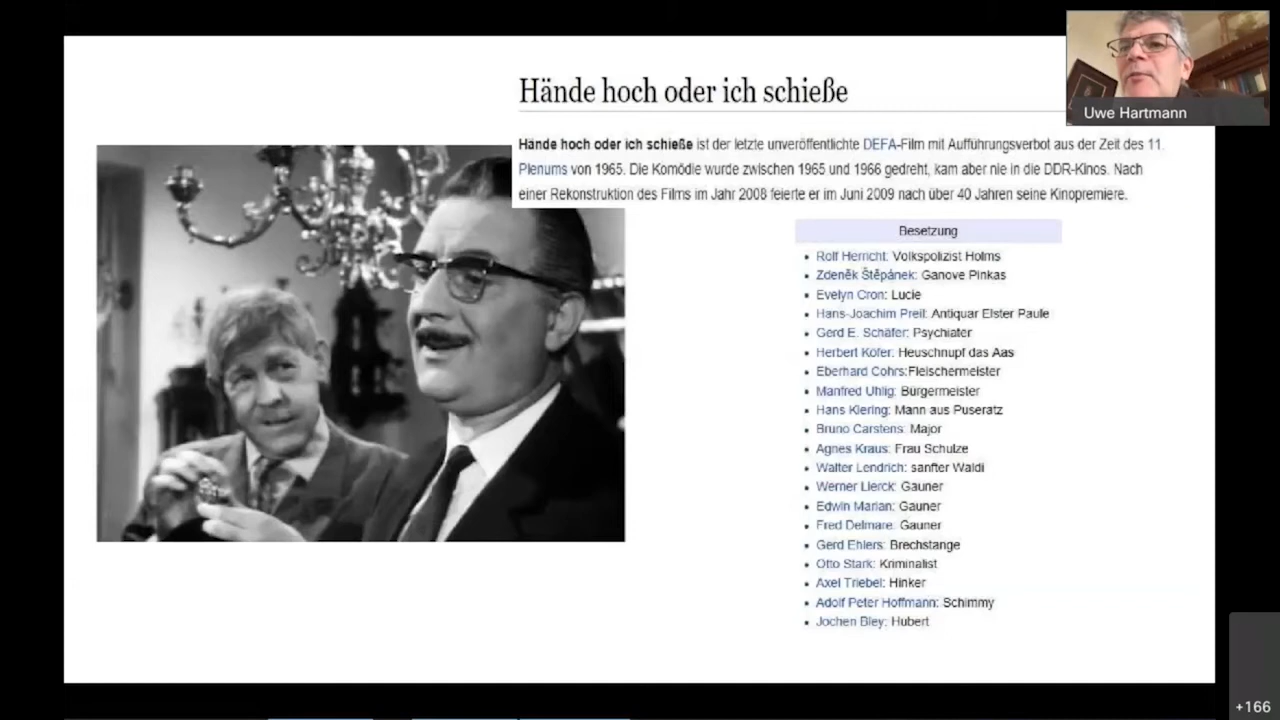 Hände hoch oder ich schieße
Uwe Hartmann
Hände hoch oder ich schieße ist der letzte unveröffentlichte DEFA-Film mit Aufführungsverbot aus der Zeit des 11.
Plenums von 1965. Die Komödie wurde zwischen 1965 und 1966 gedreht, kam aber nie in die DDR-Kinos. Nach
einer Rekonstruktion des Films im Jahr 2008 feierte er im Juni 2009 nach über 40 Jahren seine Kinopremiere.
Besetzung
• Rolf Herricht: Volkspolizist Holms
• Zdeněk Štěpánek: Ganove Pinkas
• Evelyn Cron: Lucie
• Hans-Joachim Preil: Antiquar Elster Paule
• Gerd E. Schäfer: Psychiater
• Herbert Köfer: Heuschnupf das Aas
• Eberhard Cohrs:Fleischermeister
• Manfred Uhlig: Bürgermeister
• Hans Klering: Mann aus Puseratz
• Bruno Carstens: Major
• Agnes Kraus: Frau Schulze
• Walter Lendrich: sanfter Waldi
• Werner Lierck: Gauner
• Edwin Marian: Gauner
• Fred Delmare: Gauner
• Gerd Ehlers: Brechstange
• Otto Stark: Kriminalist
• Axel Triebel: Hinker
• Adolf Peter Hoffmann: Schimmy
• Jochen Bley: Hubert
+166